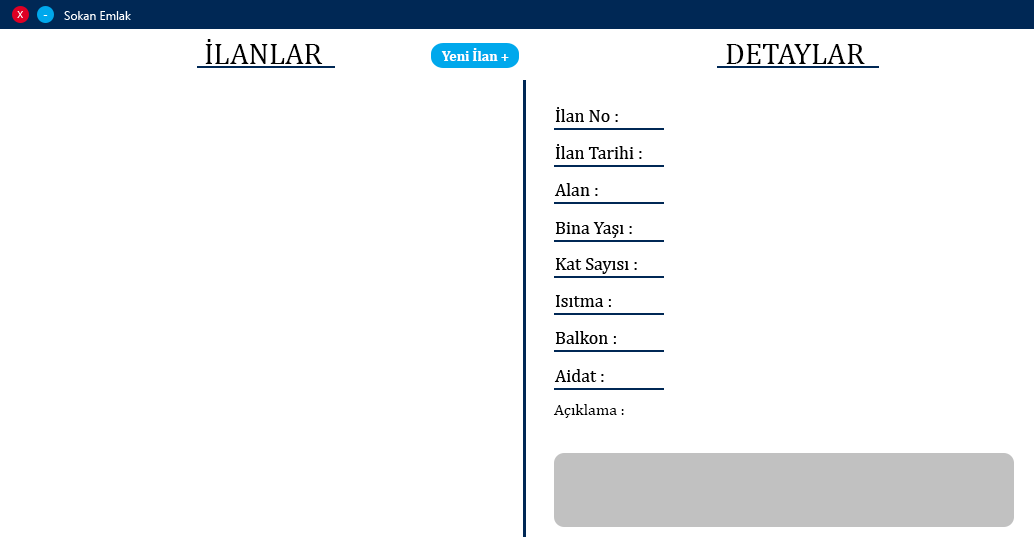 X - Sokan Emlak
İLANLAR
Yeni İlan +
DETAYLAR
İlan No :
İlan Tarihi :
Alan :
Bina Yaşı :
Kat Sayısı :
Isıtma :
Balkon :
Aidat :
Açıklama :